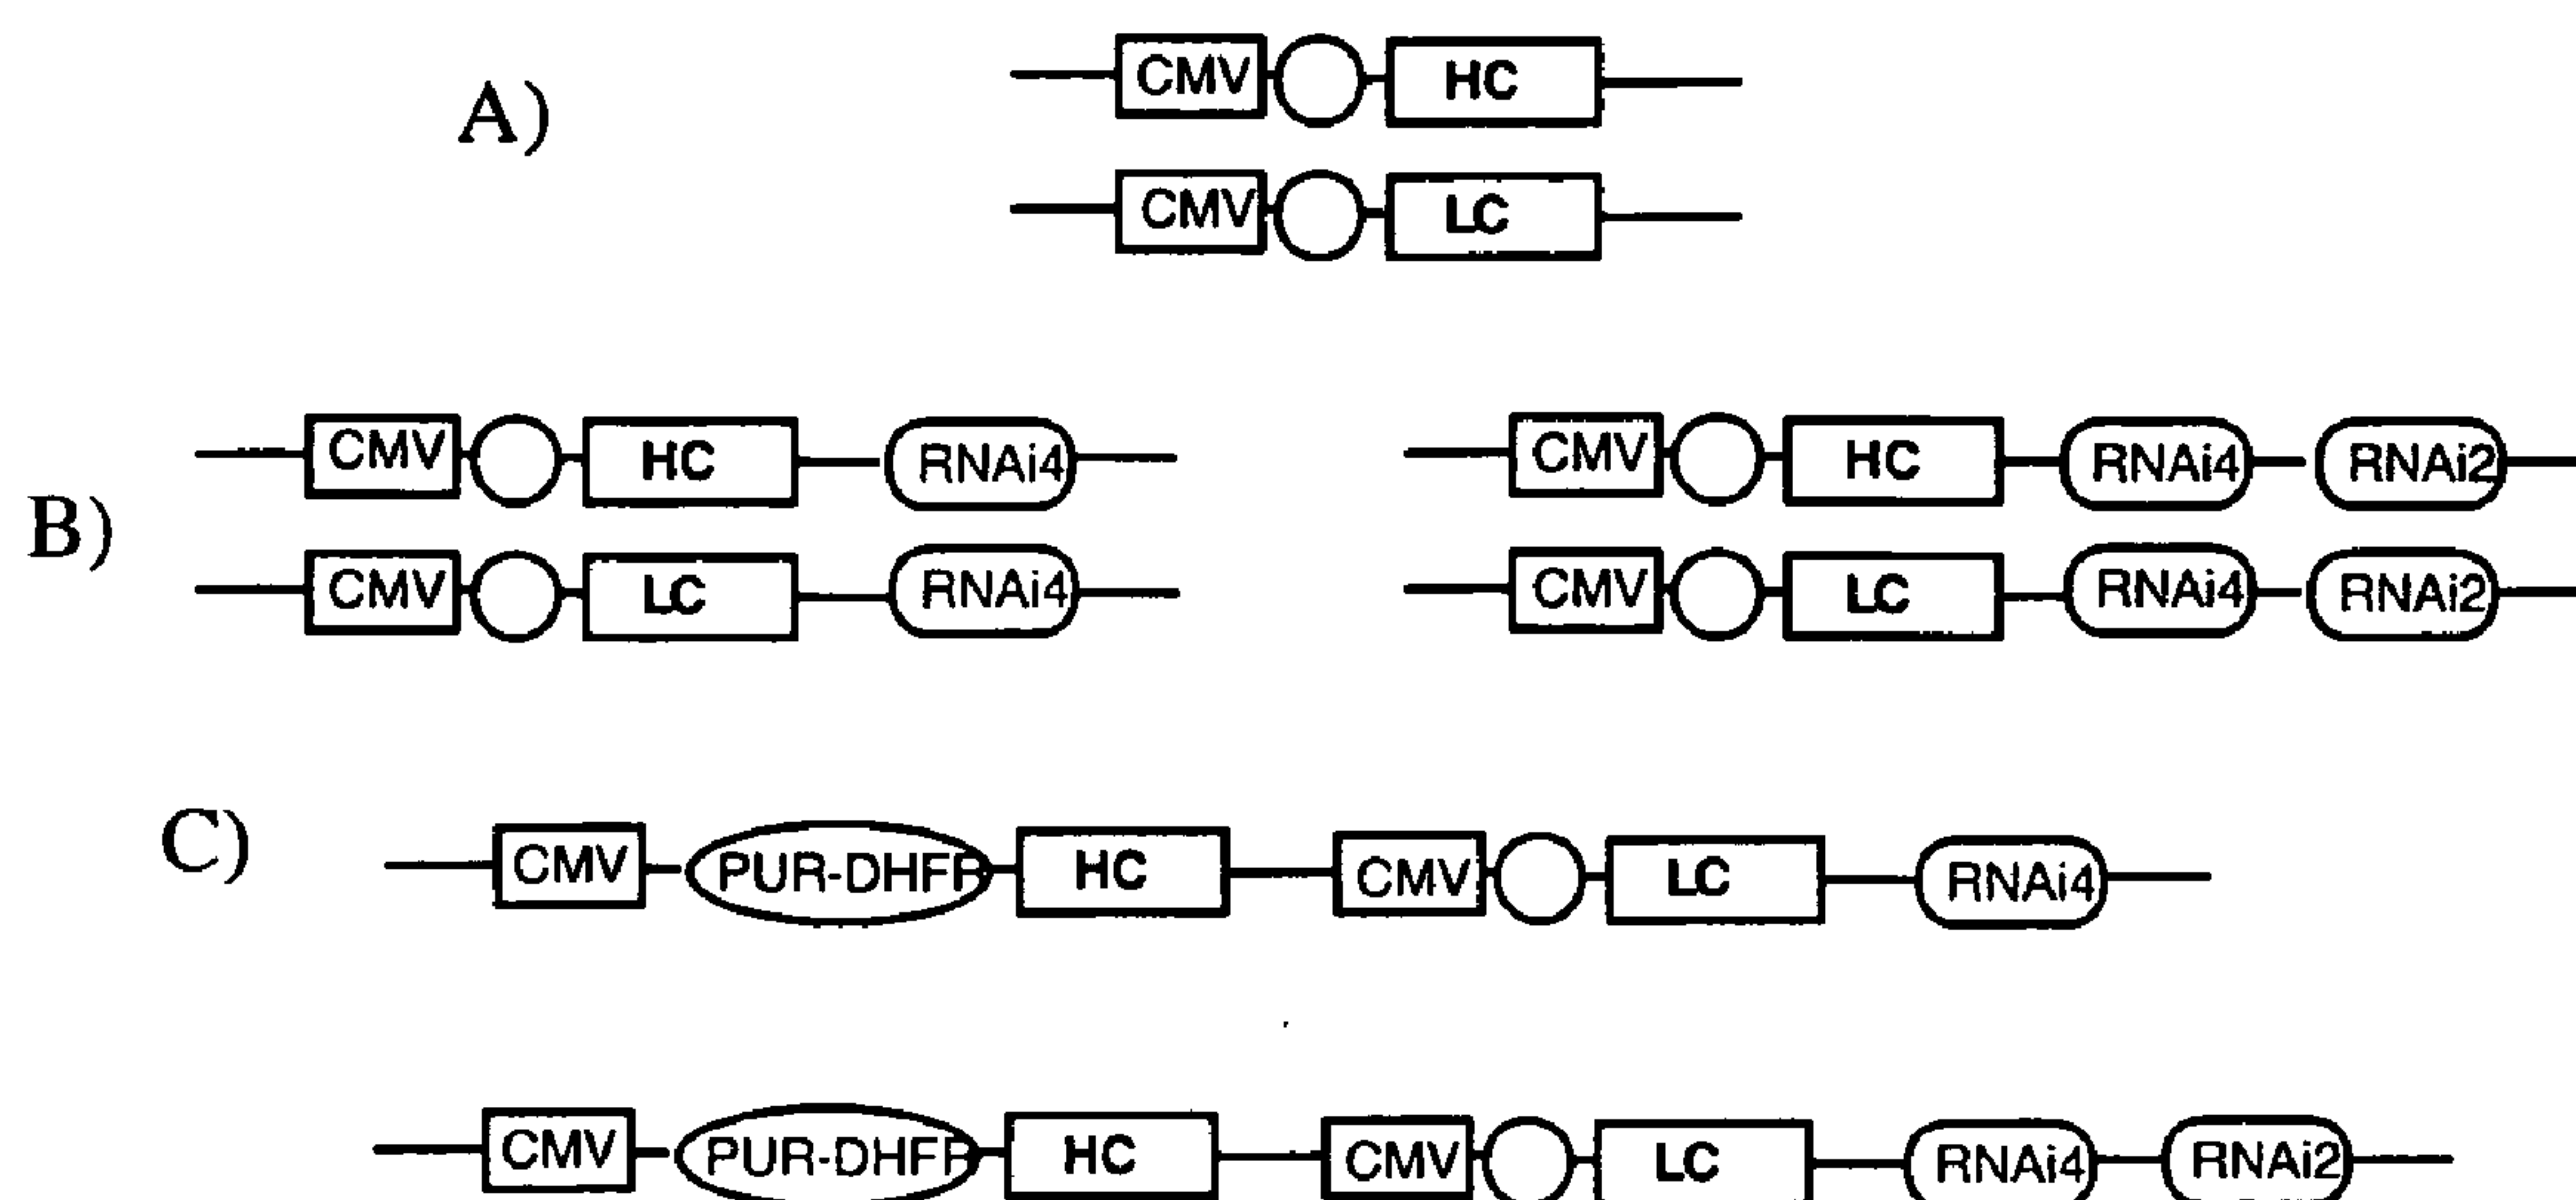 A)
CMV HC
CMV LC
B)
CMV HC RNAi4 CMV HC RNAi4 RNAi2
CMV LC RNAi4 CMV LC RNAi4 RNAi2
C)
CMV PUR-DHFR HC CMV LC RNAi4
CMV PUR-DHFR HC CMV LC RNAi4 RNAi2